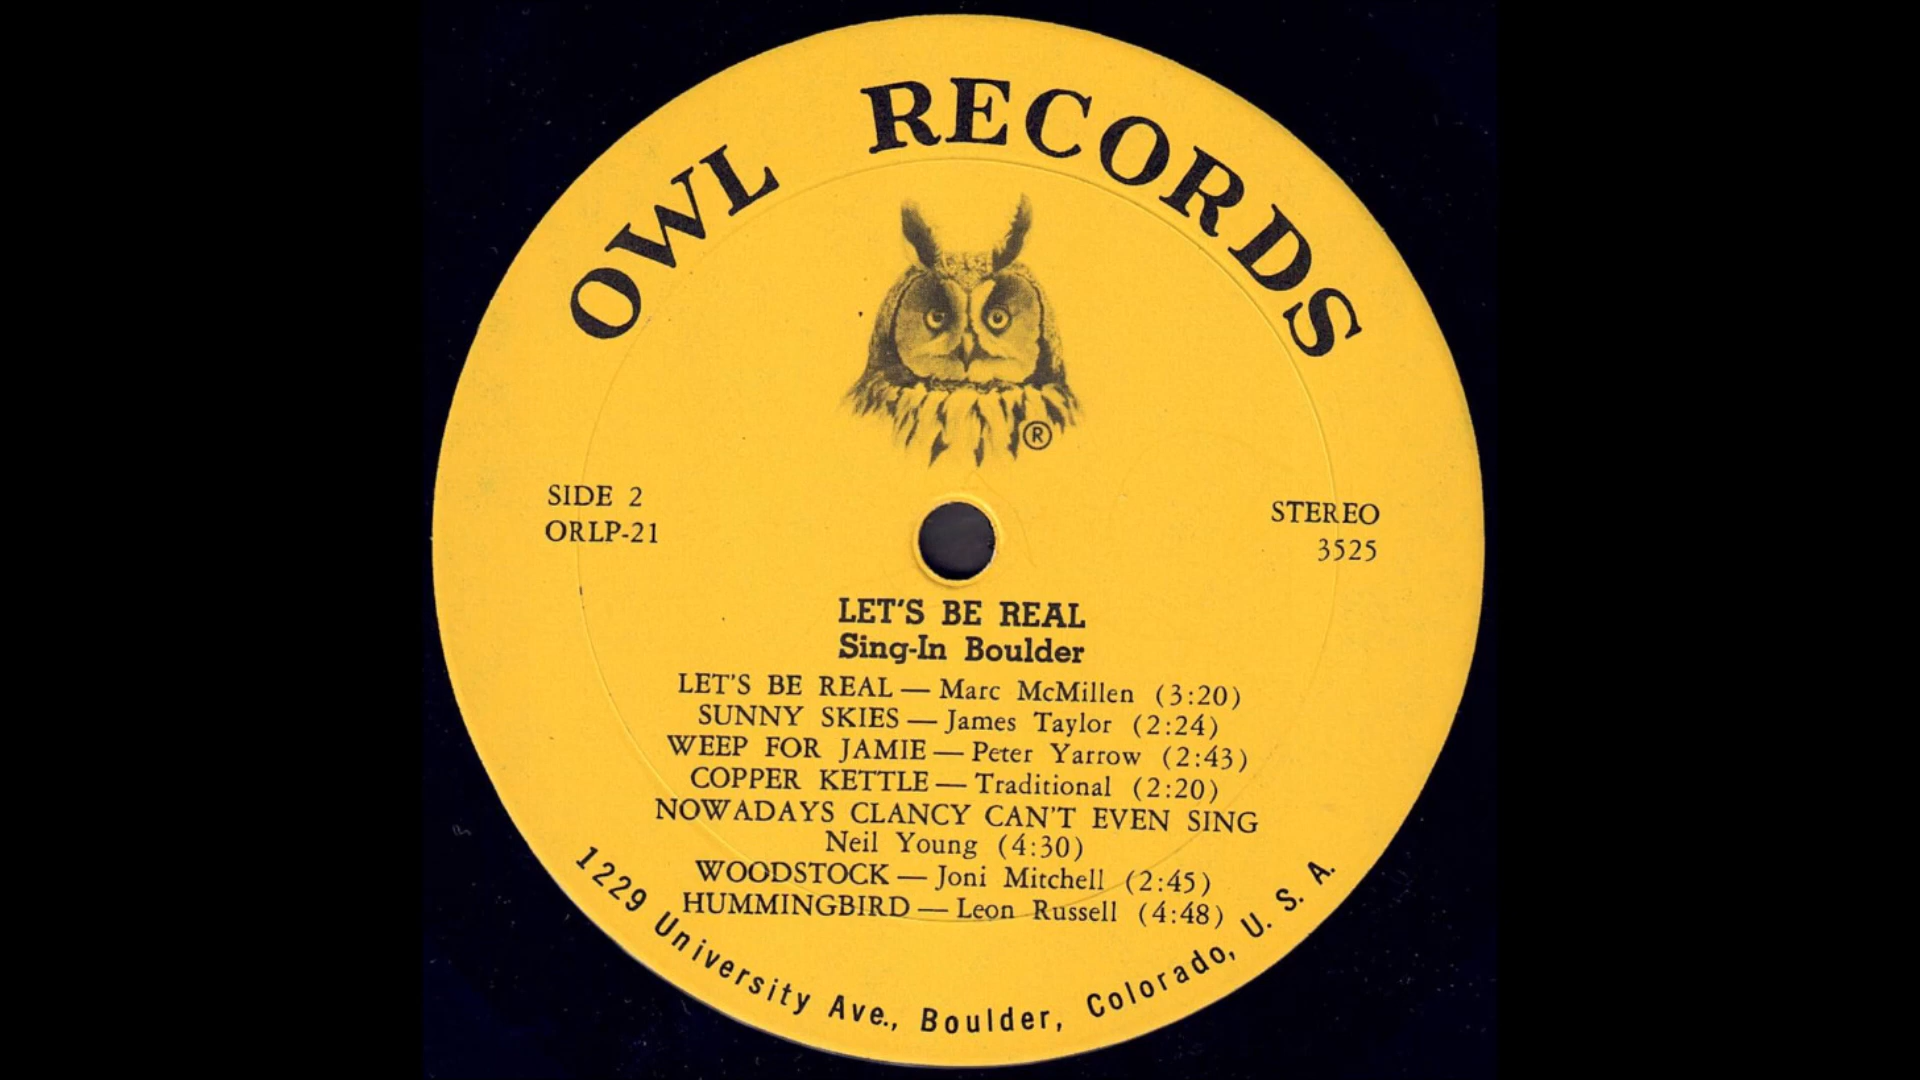 OWL RECORDS
®
SIDE 2
ORLP-21
STEREO
3525
LET'S BE REAL
Sing-In Boulder
LET'S BE REAL — Marc McMillen (3:20)
SUNNY SKIES — James Taylor (2:24)
WEEP FOR JAMIE — Peter Yarrow (2:43)
COPPER KETTLE — Traditional (2:20)
NOWADAYS CLANCY CAN'T EVEN SING
Neil Young (4:30)
WOODSTOCK — Joni Mitchell (2:45)
HUMMINGBIRD — Leon Russell (4:48)
1229 University Ave., Boulder, Colorado, U. S. A.